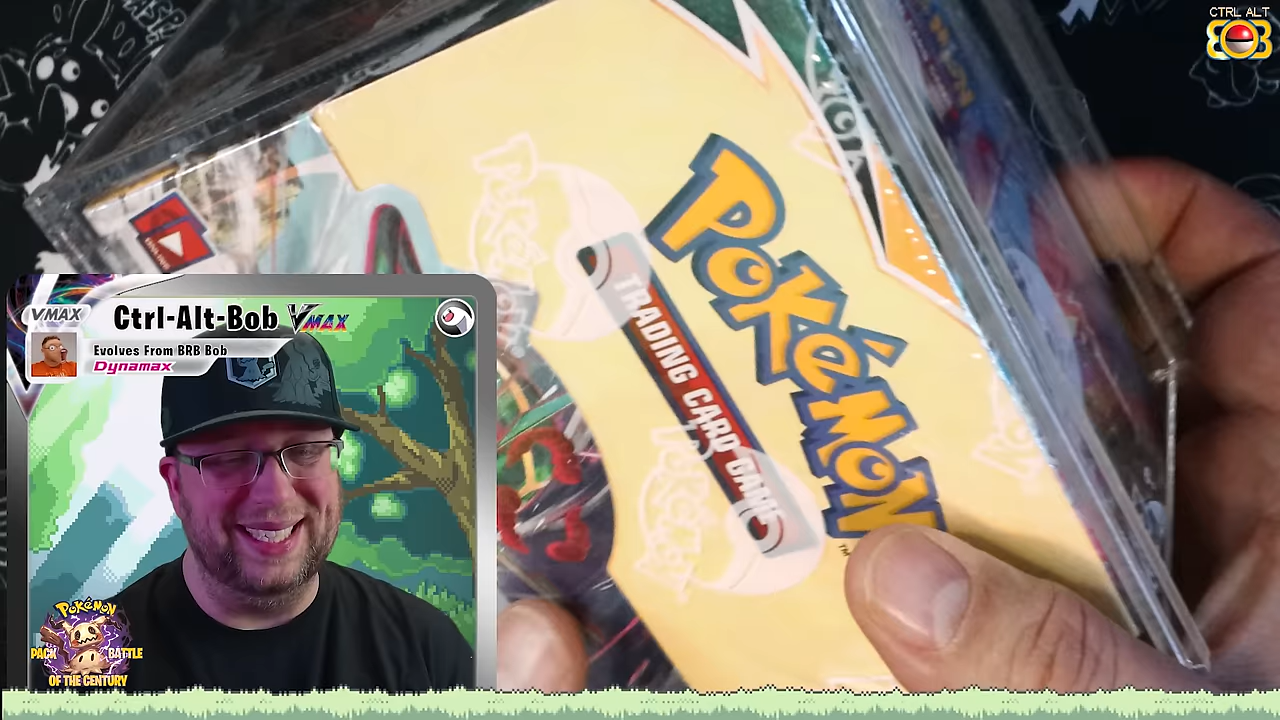 CTRL ALT
BOB
POKéMON
TRADING CARD GAME
VMAX
Ctrl-Alt-Bob VMAX
Evolves From BRB Bob
Dynamax
Pokémon
PACK BATTLE
OF THE CENTURY